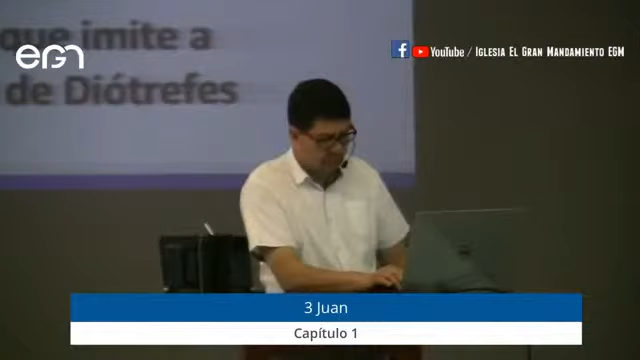 que imite a
de Diótrefes
EGM
YouTube / Iglesia El Gran Mandamiento EGM
3 Juan
Capítulo 1